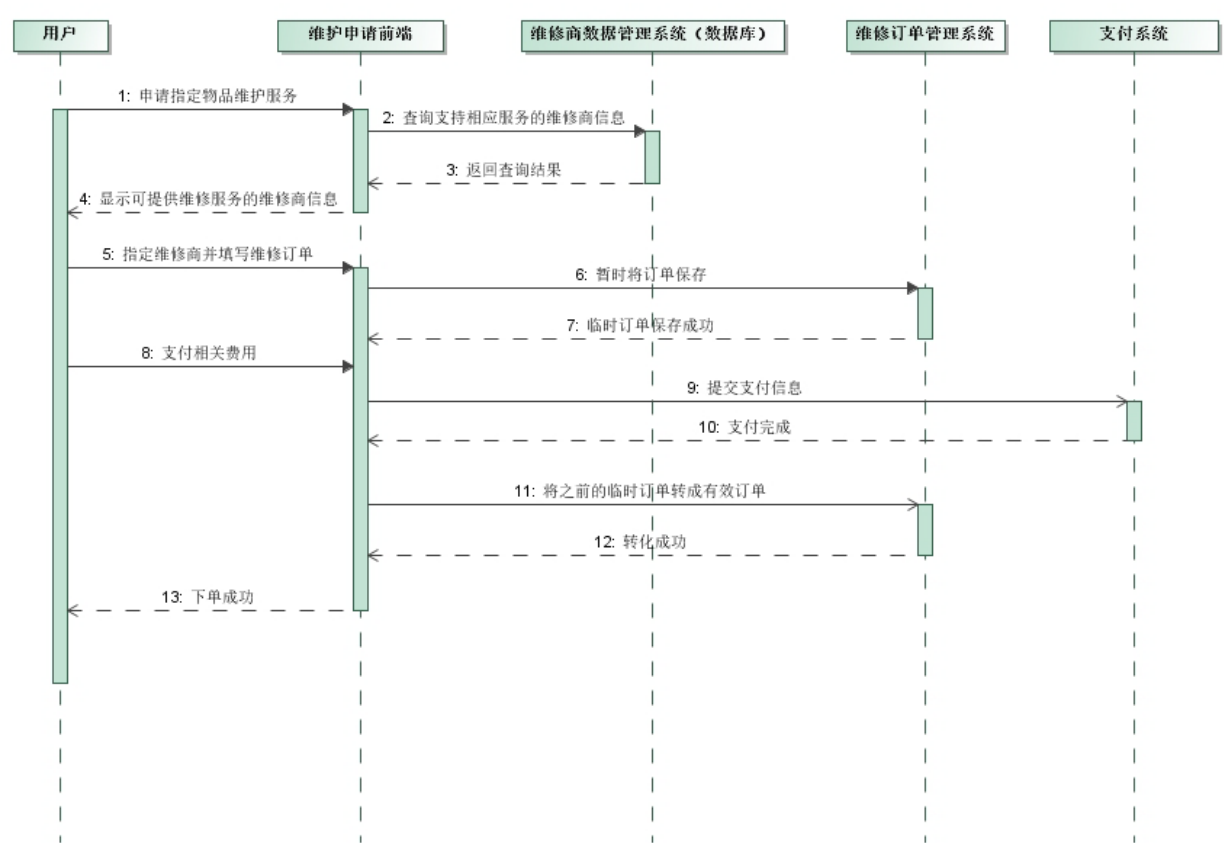 用户
维护申请前端
维修商数据管理系统（数据库）
维修订单管理系统
支付系统
1: 申请指定物品维护服务
2: 查询支持相应服务的维修商信息
3: 返回查询结果
4: 显示可提供维修服务的维修商信息
5: 指定维修商并填写维修订单
6: 暂时将订单保存
7: 临时订单保存成功
8: 支付相关费用
9: 提交支付信息
10: 支付完成
11: 将之前的临时订单转成有效订单
12: 转化成功
13: 下单成功